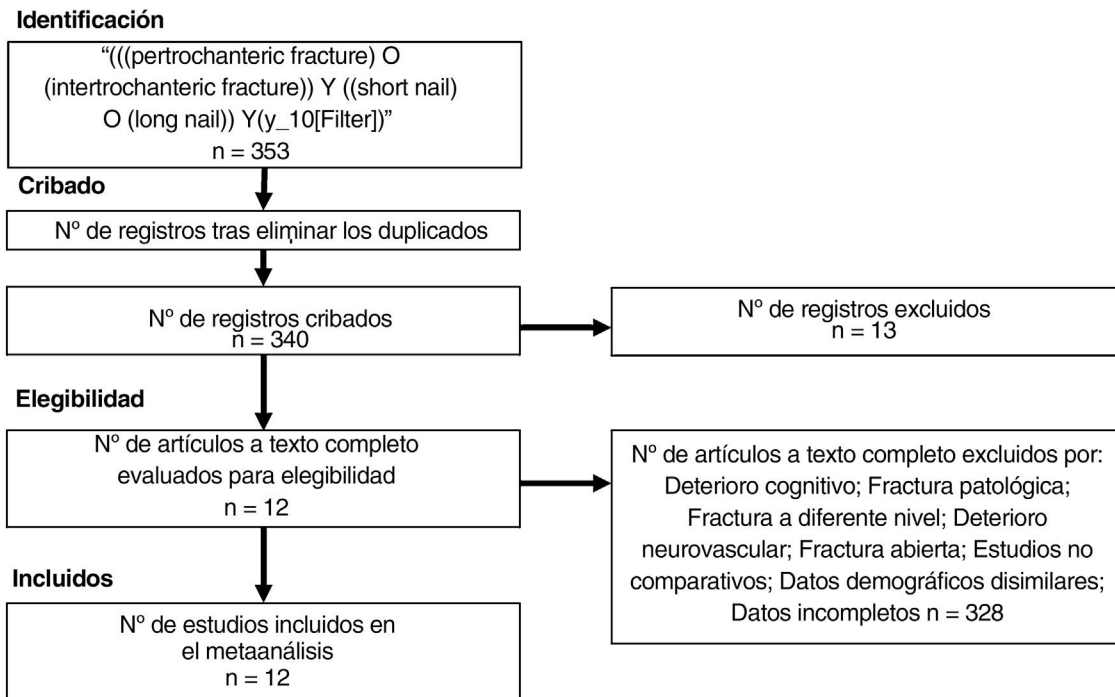 Identificación
“(((pertrochanteric fracture) O
(intertrochanteric fracture)) Y ((short nail)
O (long nail)) Y(y_10[Filter])”
n = 353
Cribado
Nº de registros tras eliminar los duplicados
Nº de registros cribados
n = 340
Nº de registros excluidos
n = 13
Elegibilidad
Nº de artículos a texto completo
evaluados para elegibilidad
n = 12
Nº de artículos a texto completo excluidos por:
Deterioro cognitivo; Fractura patológica;
Fractura a diferente nivel; Deterioro
neurovascular; Fractura abierta; Estudios no
comparativos; Datos demográficos disimilares;
Datos incompletos n = 328
Incluidos
Nº de estudios incluidos en
el metaanálisis
n = 12